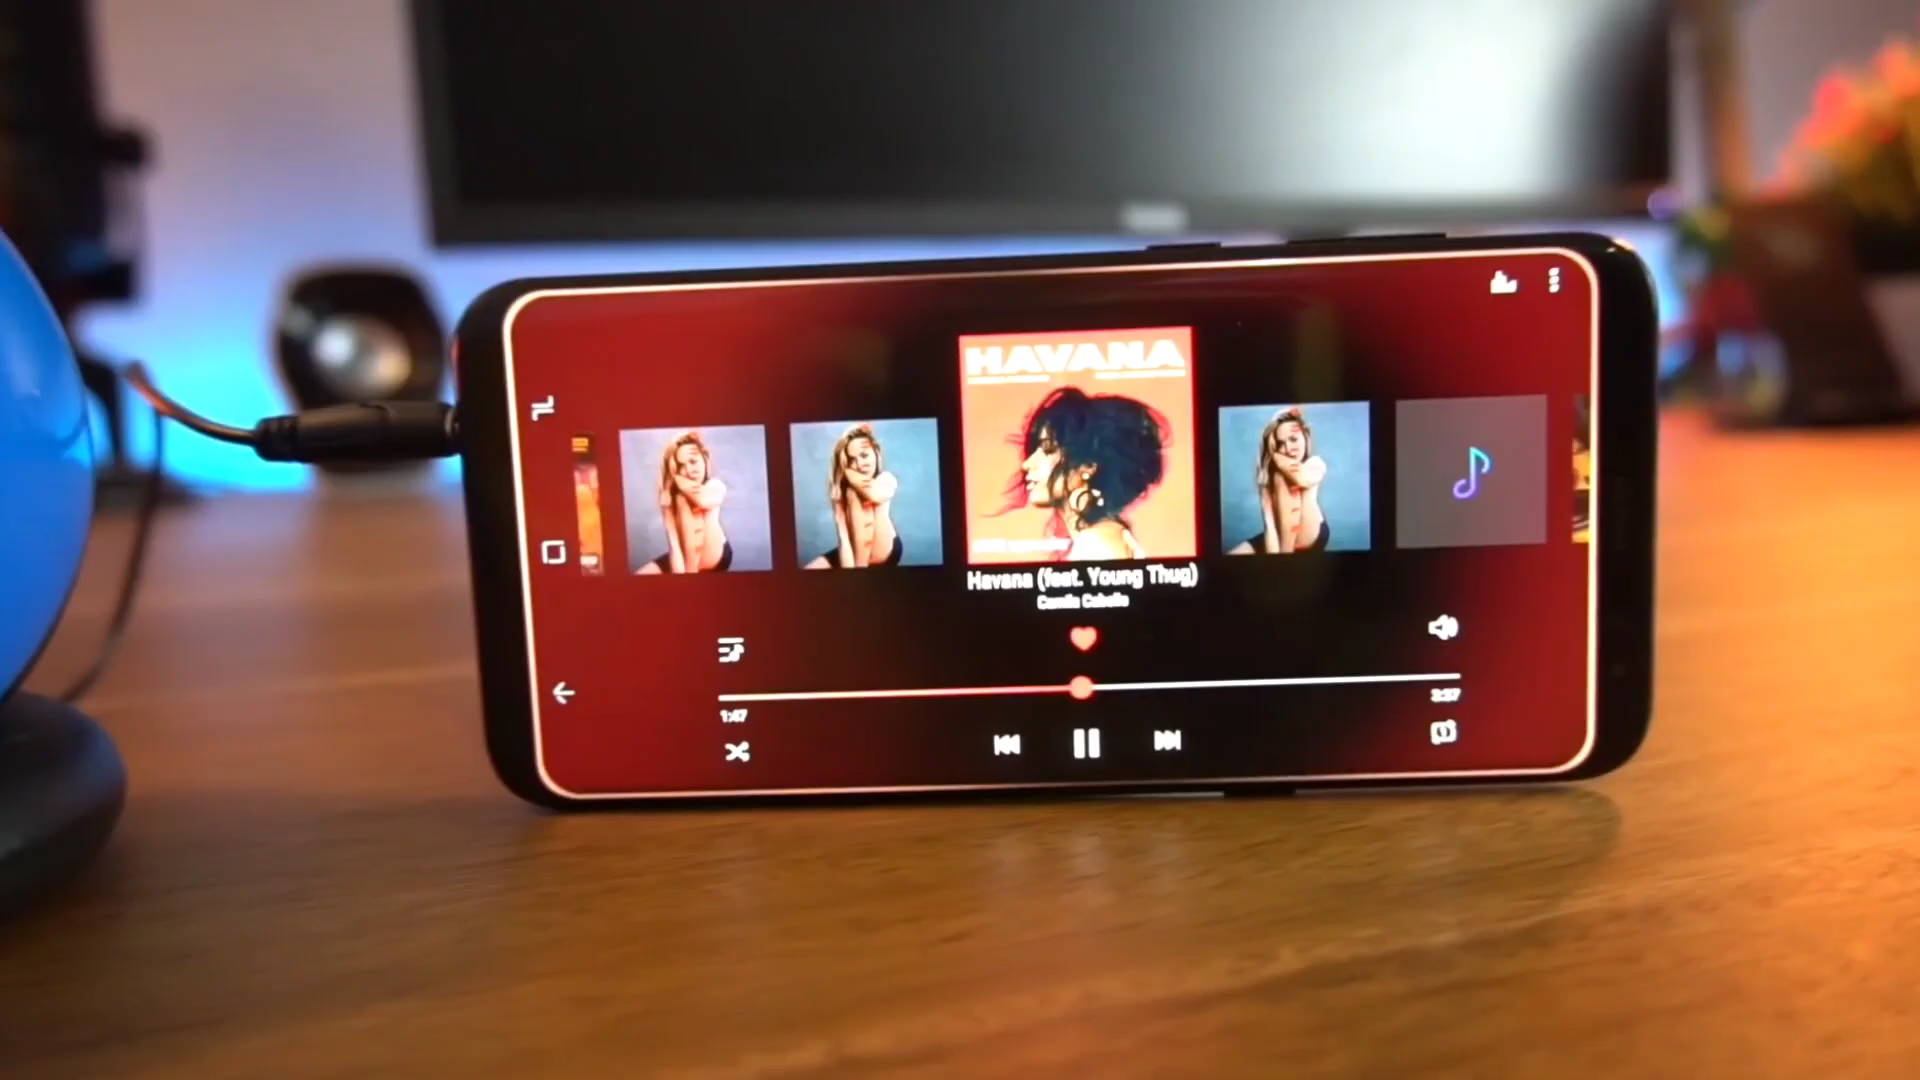 HAVANA
Havana (feat. Young Thug)
Camila Cabello
1:47
3:37